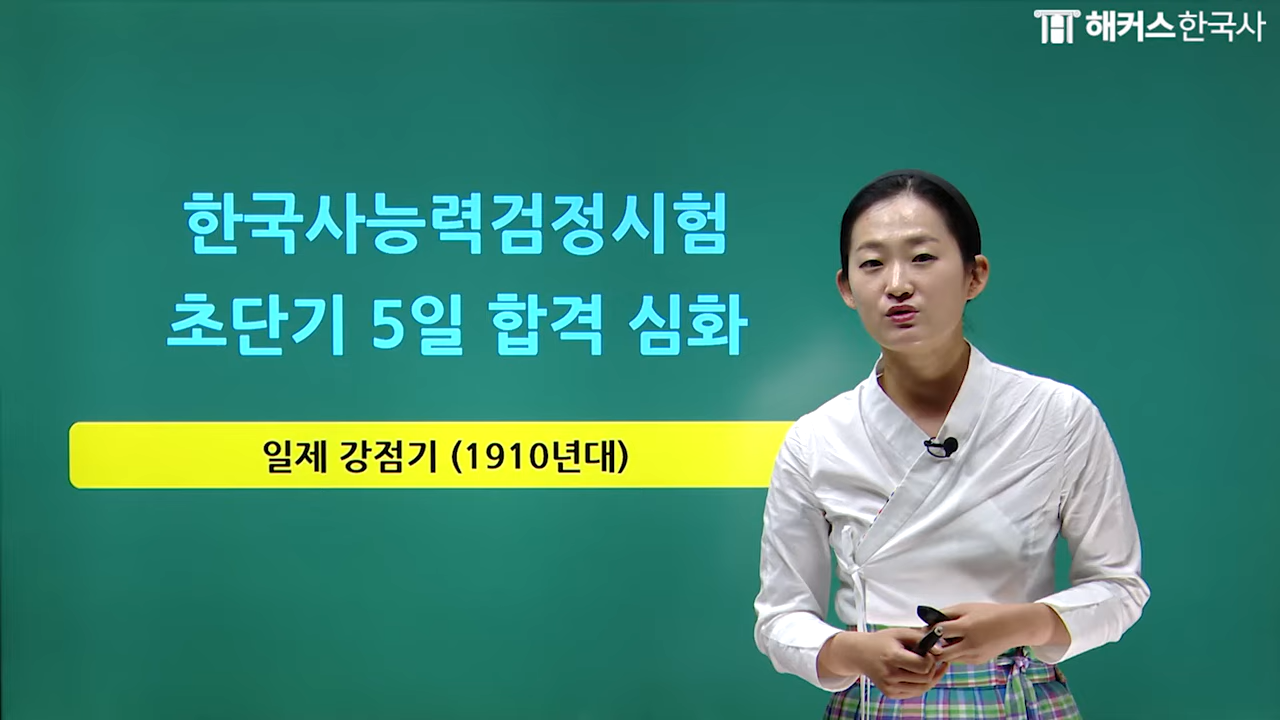 해커스한국사
한국사능력검정시험
초단기 5일 합격 심화
일제 강점기 (1910년대)